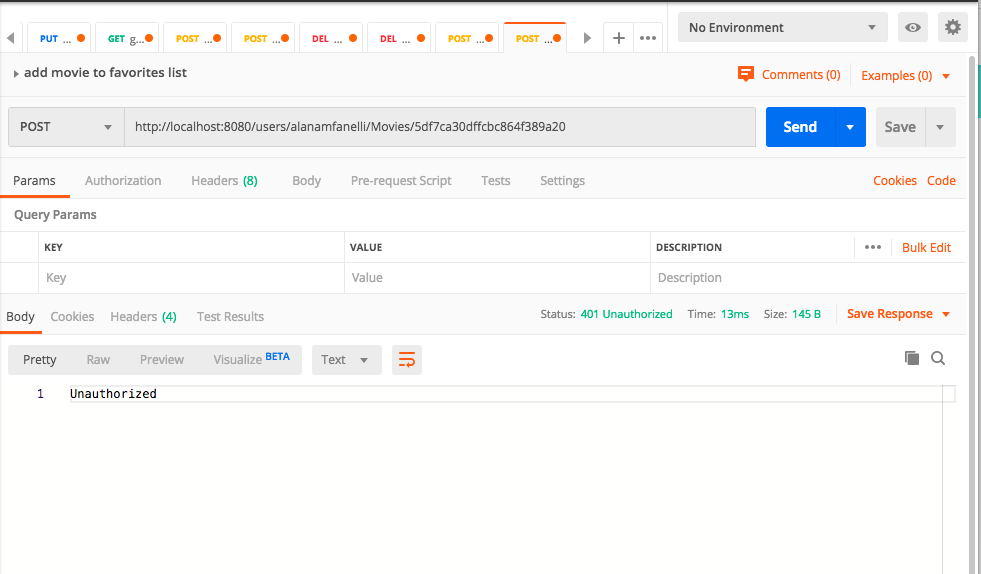 PUT ... GET g... POST ... POST ... DEL ... DEL ... POST ... POST ... No Environment
add movie to favorites list Comments (0) Examples (0)
POST http://localhost:8080/users/alanamfanelli/Movies/5df7ca30dffcbc864f389a20 Send Save
Params Authorization Headers (8) Body Pre-request Script Tests Settings Cookies Code
Query Params
KEY VALUE DESCRIPTION Bulk Edit
Key Value Description
Body Cookies Headers (4) Test Results Status: 401 Unauthorized Time: 13ms Size: 145 B Save Response
Pretty Raw Preview Visualize BETA Text
1 Unauthorized